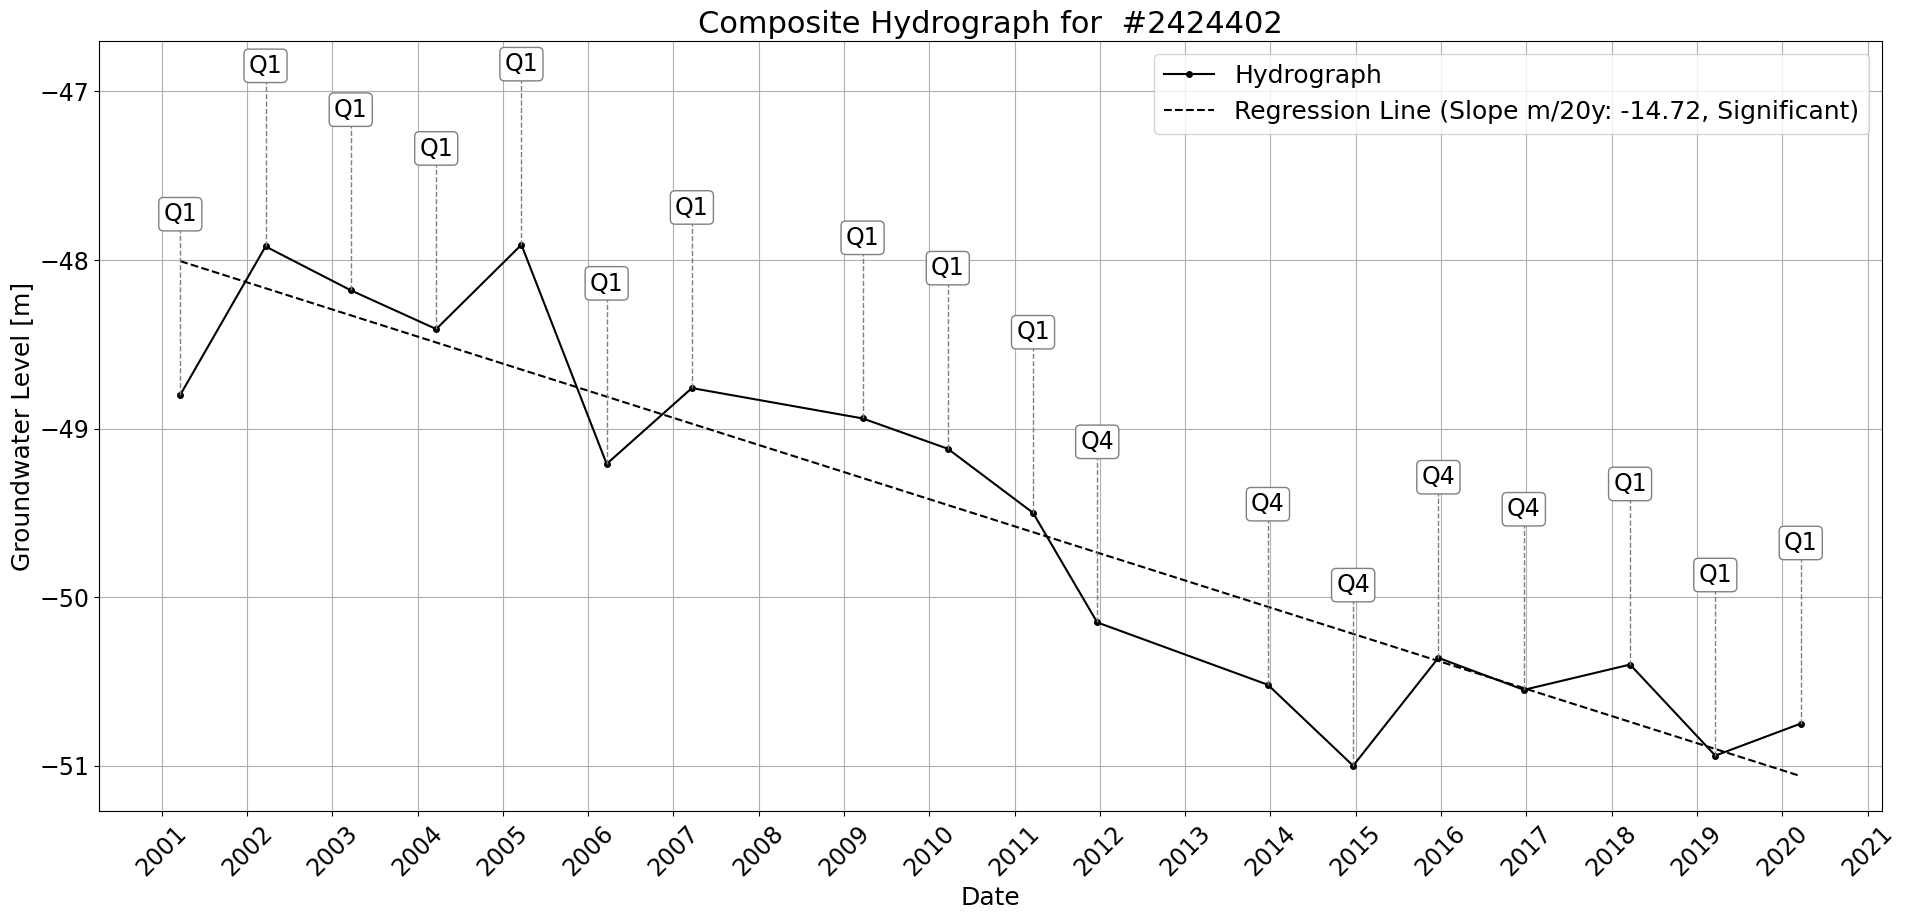 Composite Hydrograph for  #2424402
Hydrograph
Regression Line (Slope m/20y: -14.72, Significant)
Q1
Q1
Q1
Q1
Q1
Q1
Q1
Q1
Q1
Q1
Q4
Q4
Q4
Q4
Q4
Q1
Q1
Q1
Groundwater Level [m]
−47
−48
−49
−50
−51
2001
2002
2003
2004
2005
2006
2007
2008
2009
2010
2011
2012
2013
2014
2015
2016
2017
2018
2019
2020
2021
Date